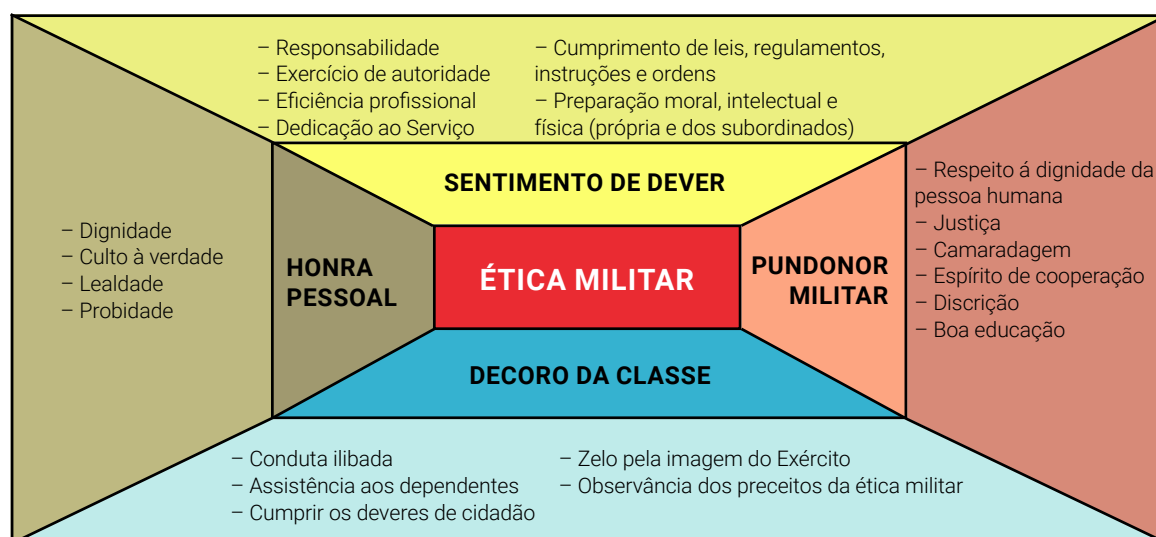 – Responsabilidade
– Exercício de autoridade
– Eficiência profissional
– Dedicação ao Serviço
– Cumprimento de leis, regulamentos,
instruções e ordens
– Preparação moral, intelectual e
física (própria e dos subordinados)
SENTIMENTO DE DEVER
– Dignidade
– Culto à verdade
– Lealdade
– Probidade
HONRA
PESSOAL
ÉTICA MILITAR
PUNDONOR
MILITAR
– Respeito á dignidade da
pessoa humana
– Justiça
– Camaradagem
– Espírito de cooperação
– Discrição
– Boa educação
DECORO DA CLASSE
– Conduta ilibada
– Assistência aos dependentes
– Cumprir os deveres de cidadão
– Zelo pela imagem do Exército
– Observância dos preceitos da ética militar